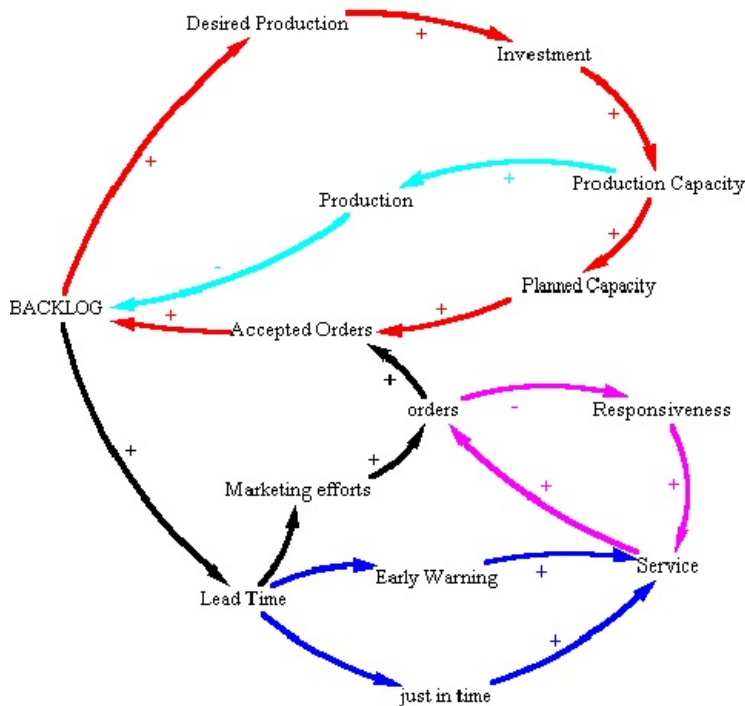 Desired Production
+
Investment
+
+
Production
+
Production Capacity
-
+
BACKLOG
Planned Capacity
+
+
Accepted Orders
+
orders
-
Responsiveness
+
+
Marketing efforts
+
+
Early Warning
+
Service
Lead Time
+
just in time